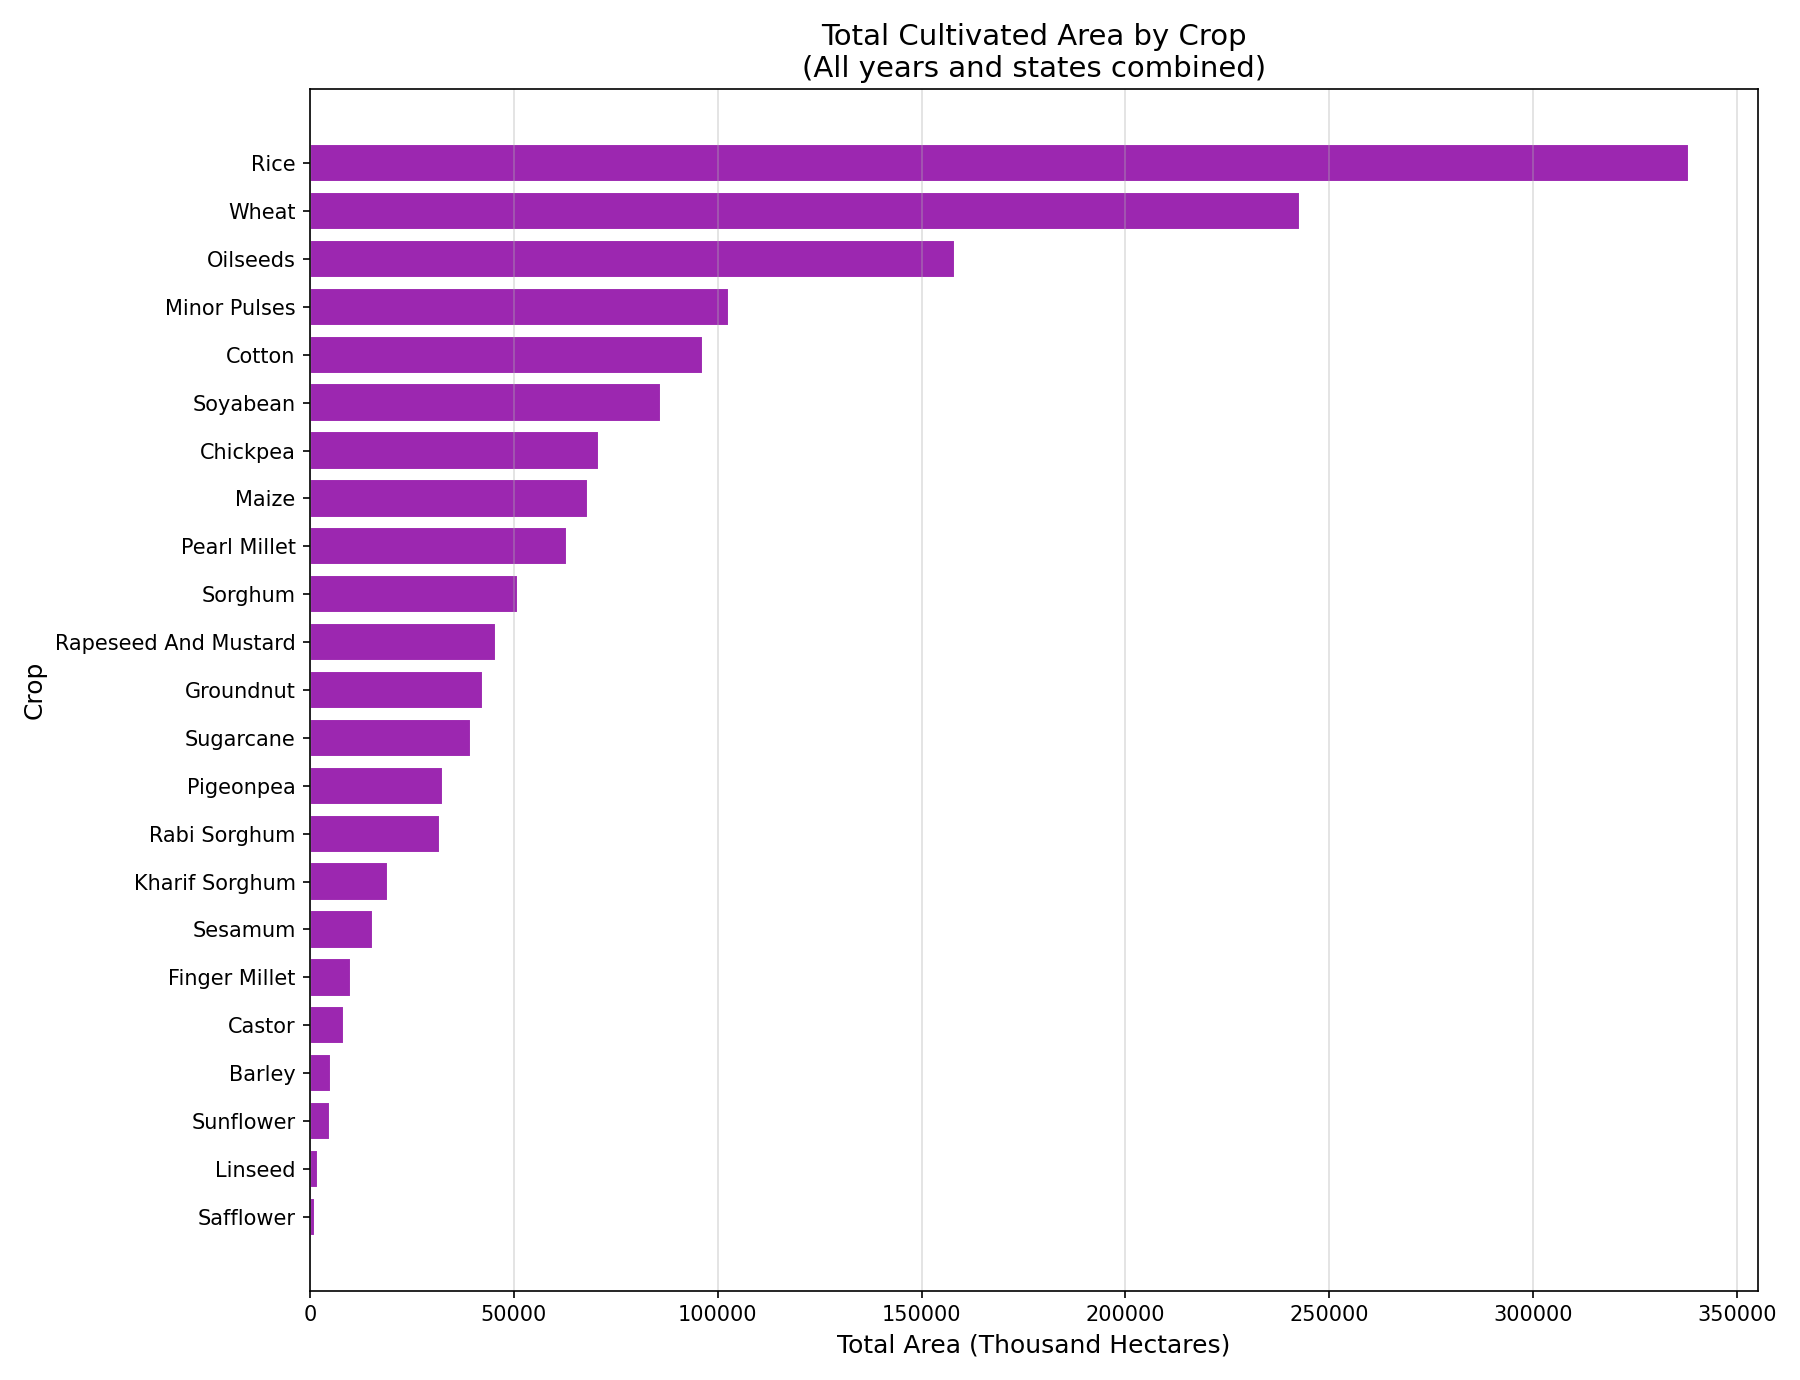 Total Cultivated Area by Crop
(All years and states combined)
Crop
Rice
Wheat
Oilseeds
Minor Pulses
Cotton
Soyabean
Chickpea
Maize
Pearl Millet
Sorghum
Rapeseed And Mustard
Groundnut
Sugarcane
Pigeonpea
Rabi Sorghum
Kharif Sorghum
Sesamum
Finger Millet
Castor
Barley
Sunflower
Linseed
Safflower
0 50000 100000 150000 200000 250000 300000 350000
Total Area (Thousand Hectares)